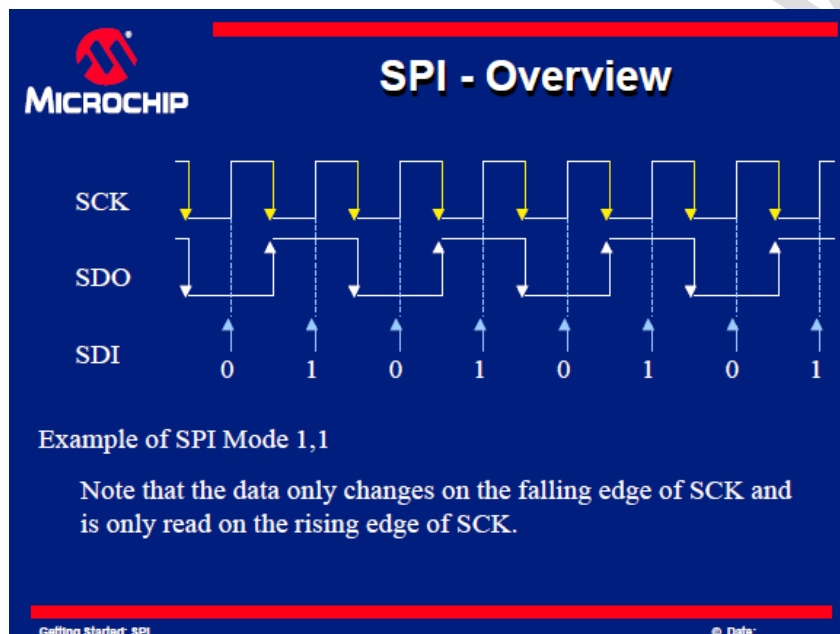 MICROCHIP
SPI - Overview
SCK
SDO
SDI
0 1 0 1 0 1 0 1
Example of SPI Mode 1,1
Note that the data only changes on the falling edge of SCK and
is only read on the rising edge of SCK.
Getting Started: SPI
© Date: